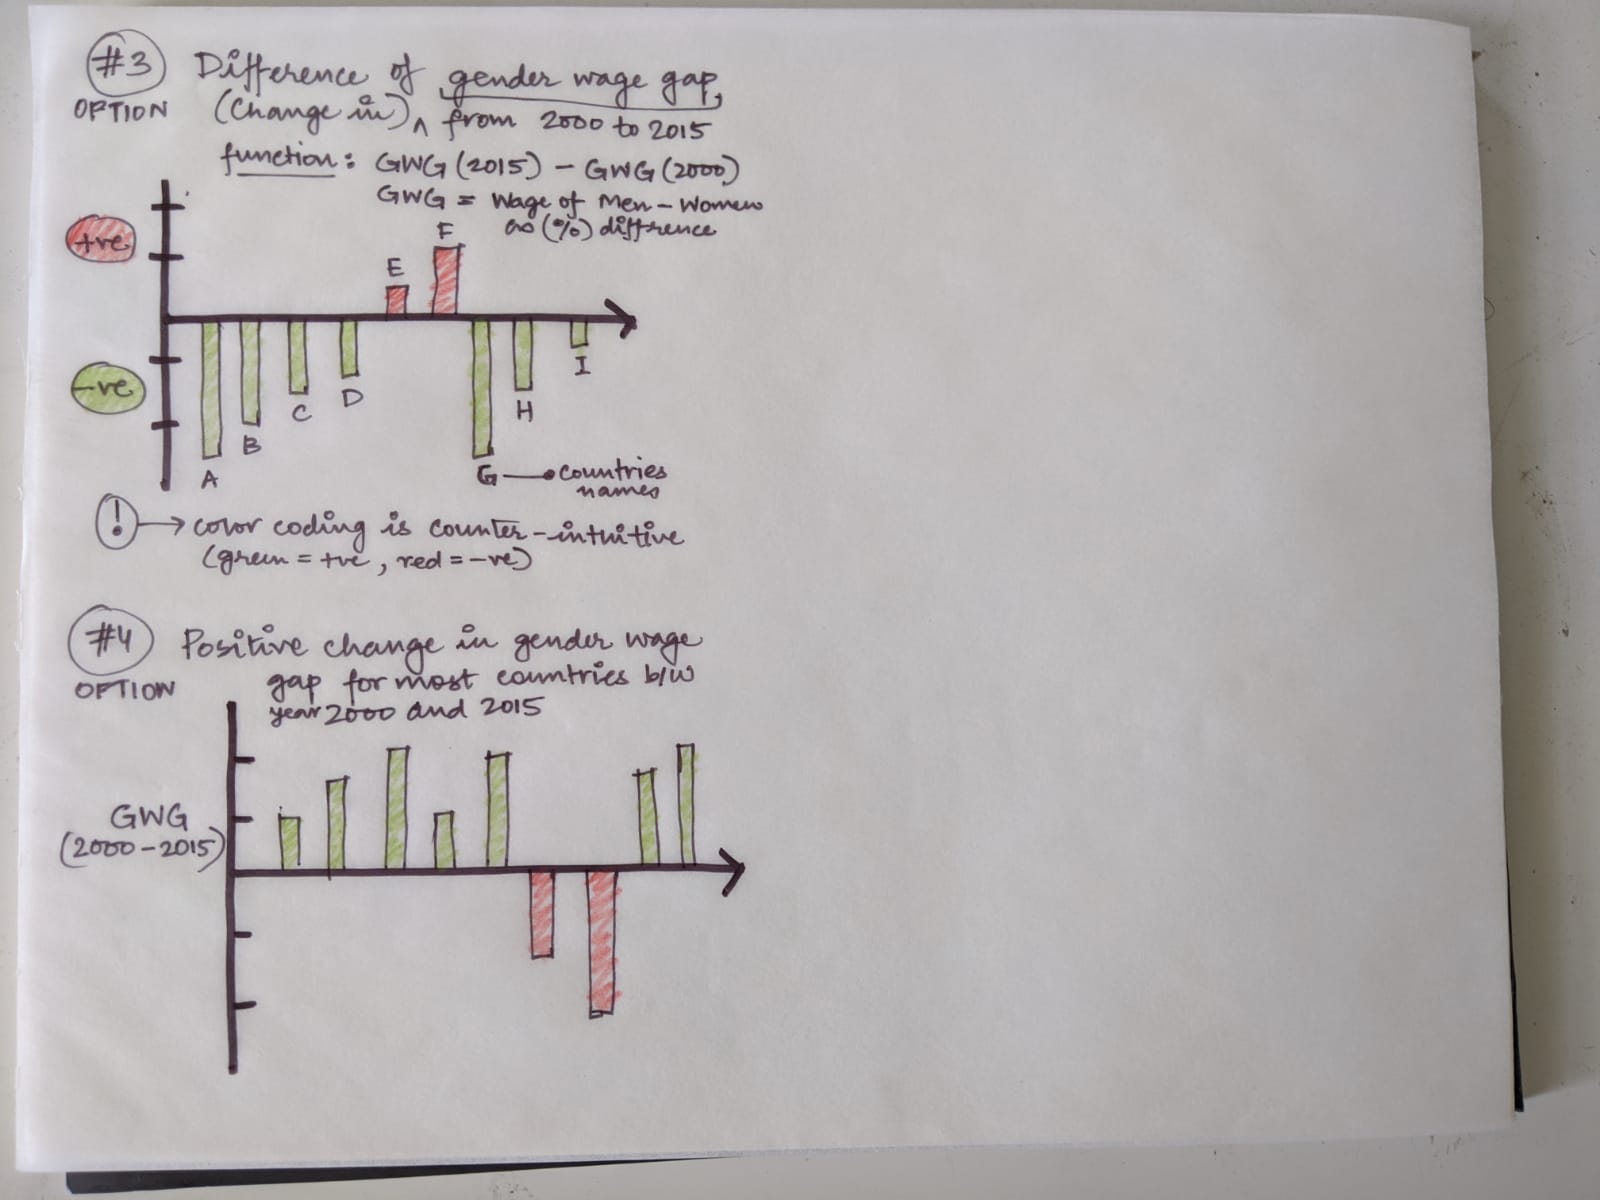 #3
OPTION
Difference of gender wage gap,
(Change in) ^ from 2000 to 2015
function: GWG (2015) - GWG (2000)
GWG = Wage of Men - Women
as (%) difference
+ve
-ve
E
F
A
B
C
D
G → Countries
names
H
I
! → color coding is counter-intuitive
(green = +ve, red = -ve)
#4
OPTION
Positive change in gender wage
gap for most countries b/w
year 2000 and 2015
GWG
(2000-2015)